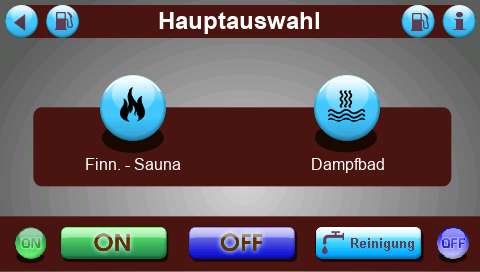 Hauptauswahl
Finn. - Sauna
Dampfbad
ON
ON
OFF
Reinigung
OFF